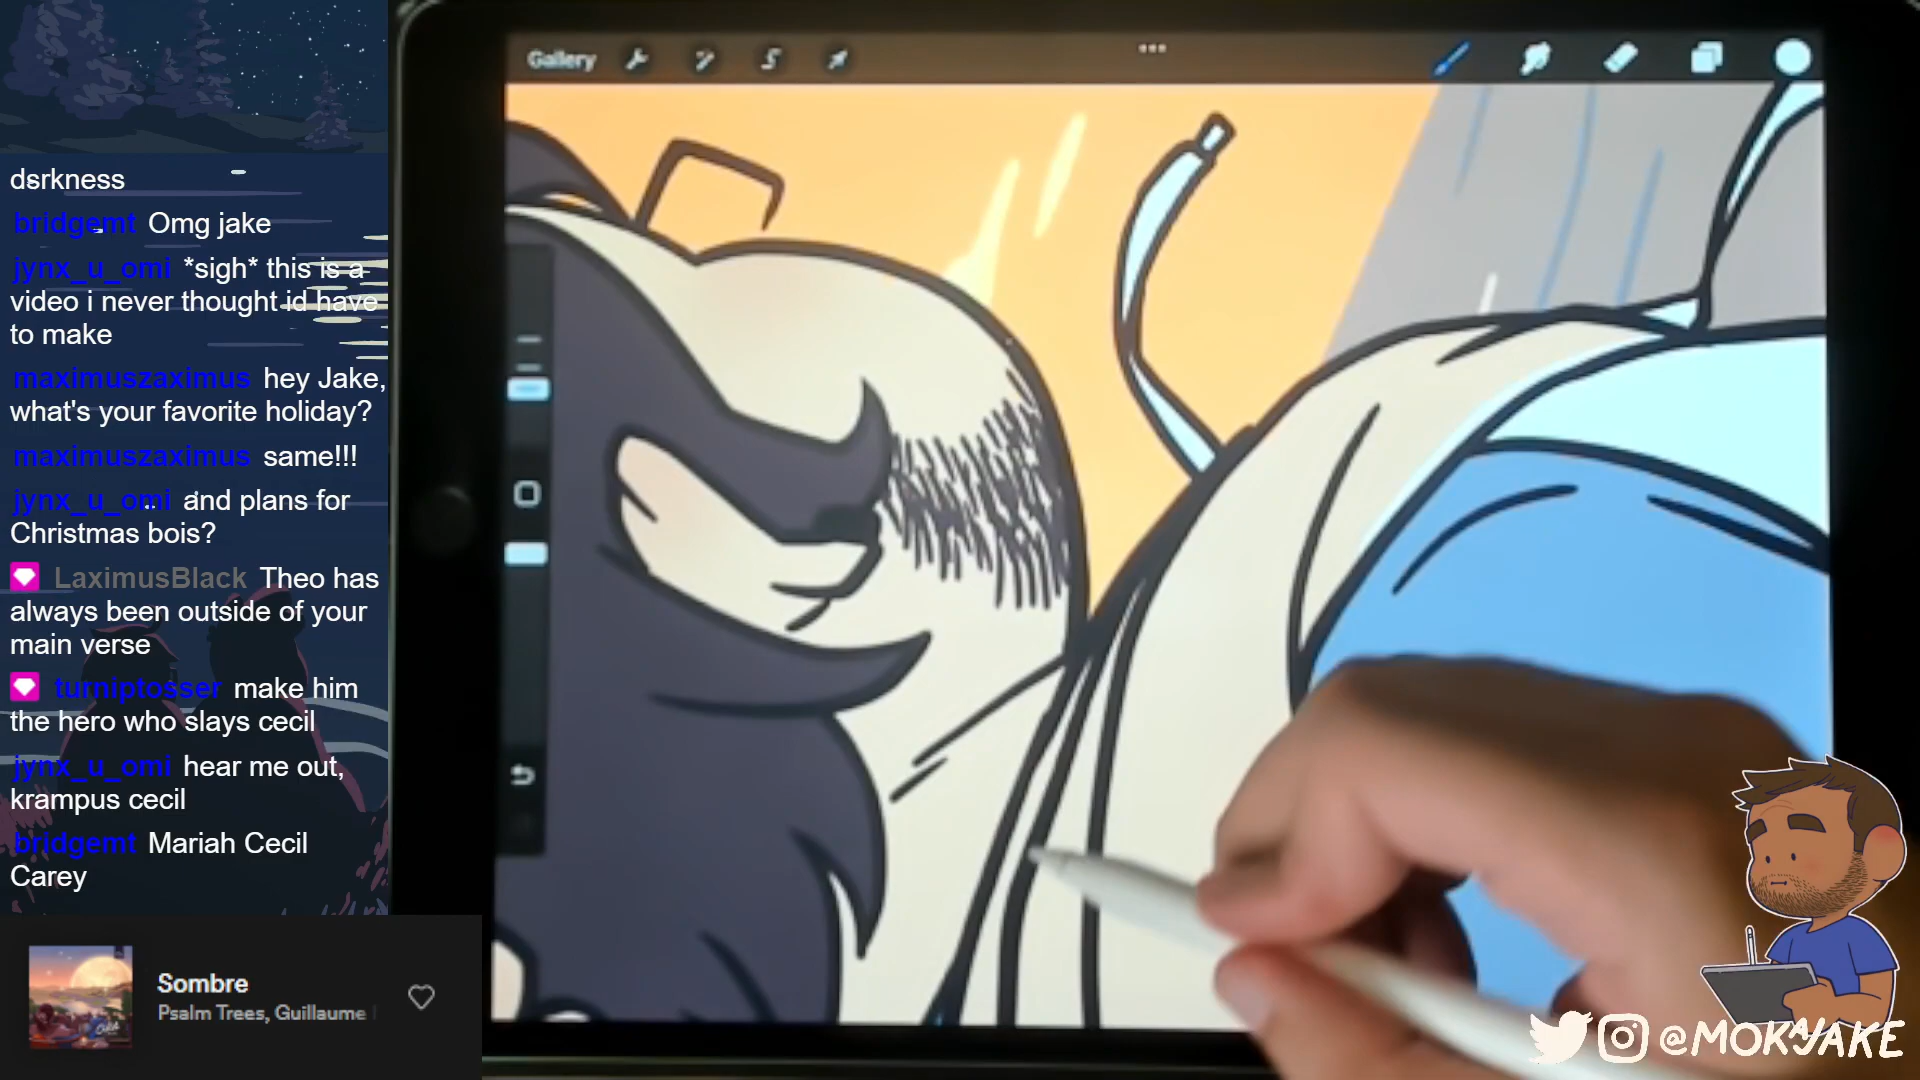 Gallery
dsrkness
bridgemt Omg jake
jynx_u_omi *sigh* this is a
video i never thought id have
to make
maximuszaximus hey Jake,
what's your favorite holiday?
maximuszaximus same!!!
jynx_u_omi and plans for
Christmas bois?
LaximusBlack Theo has
always been outside of your
main verse
turniptosser make him
the hero who slays cecil
jynx_u_omi hear me out,
krampus cecil
bridgemt Mariah Cecil
Carey
Sombre
Psalm Trees, Guillaume
@MOKAJAKE